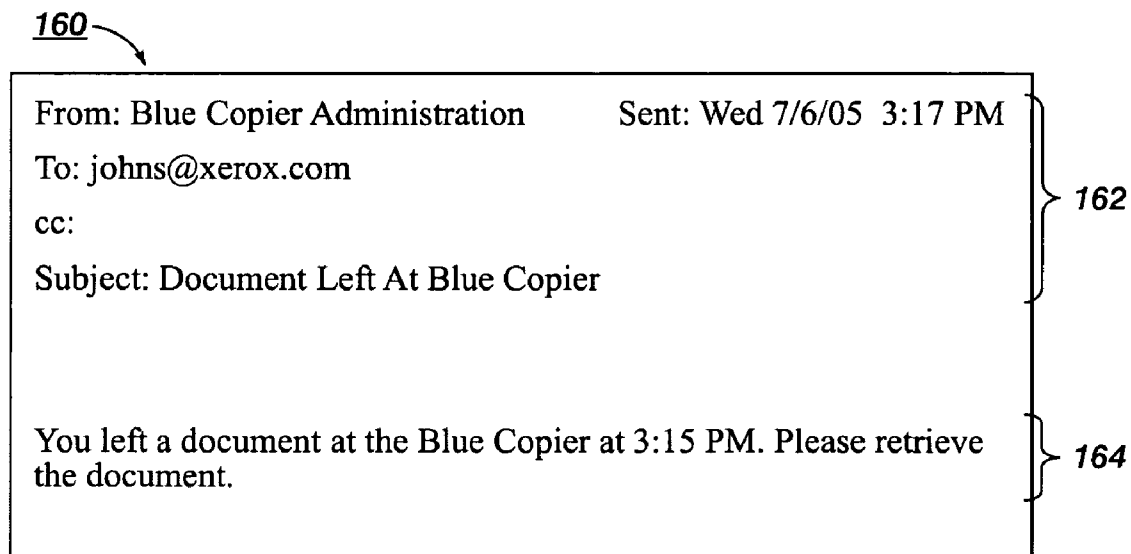 160
From: Blue Copier Administration Sent: Wed 7/6/05 3:17 PM
To: johns@xerox.com
cc:
Subject: Document Left At Blue Copier
162
You left a document at the Blue Copier at 3:15 PM. Please retrieve
the document.
164